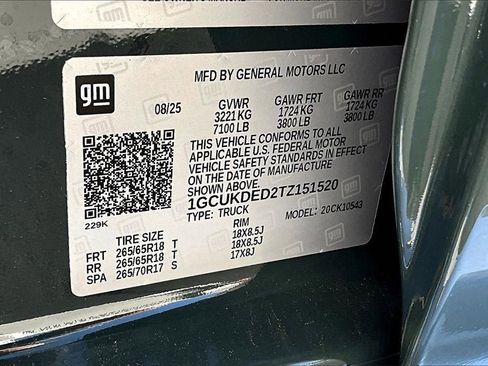 gm
MFD BY GENERAL MOTORS LLC
08/25 GVWR GAWR FRT GAWR RR
3221 KG 1724 KG 1724 KG
7100 LB 3800 LB 3800 LB
THIS VEHICLE CONFORMS TO ALL
APPLICABLE U.S. FEDERAL MOTOR
VEHICLE SAFETY STANDARDS IN
EFFECT ON THE DATE OF MANUFACTURE
SHOWN ABOVE.
1GCUKDED2TZ151520
TYPE: TRUCK MODEL: 20CK10543
229K
TIRE SIZE RIM
FRT 265/65R18 T 18X8.5J
RR 265/65R18 T 18X8.5J
SPA 265/70R17 S 17X8J